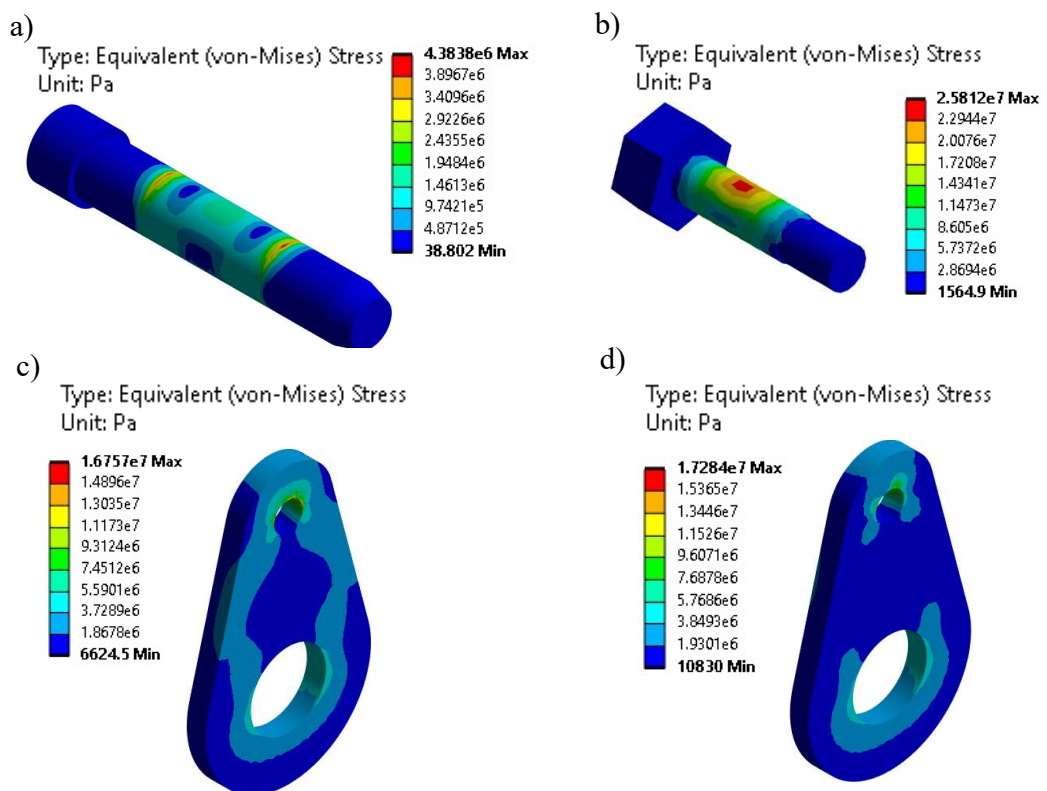 a)
Type: Equivalent (von-Mises) Stress
Unit: Pa
4.3838e6 Max
3.8967e6
3.4096e6
2.9226e6
2.4355e6
1.9484e6
1.4613e6
9.7421e5
4.8712e5
38.802 Min
b)
Type: Equivalent (von-Mises) Stress
Unit: Pa
2.5812e7 Max
2.2944e7
2.0076e7
1.7208e7
1.4341e7
1.1473e7
8.605e6
5.7372e6
2.8694e6
1564.9 Min
c)
Type: Equivalent (von-Mises) Stress
Unit: Pa
1.6757e7 Max
1.4896e7
1.3035e7
1.1173e7
9.3124e6
7.4512e6
5.5901e6
3.7289e6
1.8678e6
6624.5 Min
d)
Type: Equivalent (von-Mises) Stress
Unit: Pa
1.7284e7 Max
1.5365e7
1.3446e7
1.1526e7
9.6071e6
7.6878e6
5.7686e6
3.8493e6
1.9301e6
10830 Min